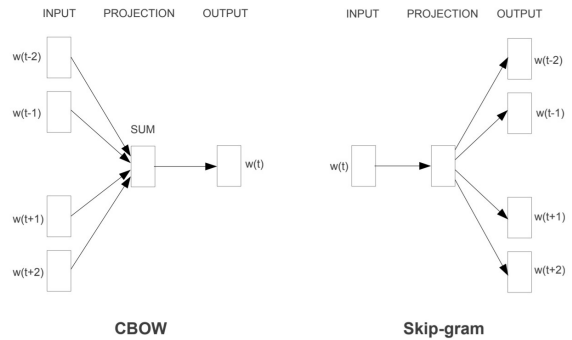 INPUT PROJECTION OUTPUT
w(t-2)
w(t-1)
SUM
w(t)
w(t+1)
w(t+2)
CBOW
INPUT PROJECTION OUTPUT
w(t-2)
w(t-1)
w(t)
w(t+1)
w(t+2)
Skip-gram